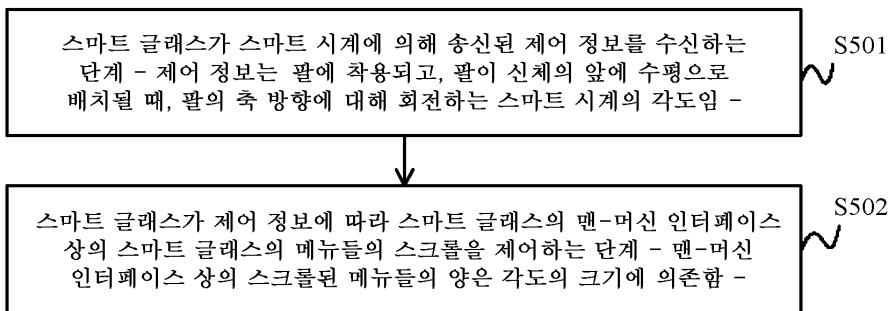 스마트 글래스가 스마트 시계에 의해 송신된 제어 정보를 수신하는
단계 - 제어 정보는 팔에 착용되고, 팔이 신체의 앞에 수평으로
배치될 때, 팔의 축 방향에 대해 회전하는 스마트 시계의 각도임 -
S501
스마트 글래스가 제어 정보에 따라 스마트 글래스의 맨-머신 인터페이스
상의 스마트 글래스의 메뉴들의 스크롤을 제어하는 단계 - 맨-머신
인터페이스 상의 스크롤된 메뉴들의 양은 각도의 크기에 의존함 -
S502